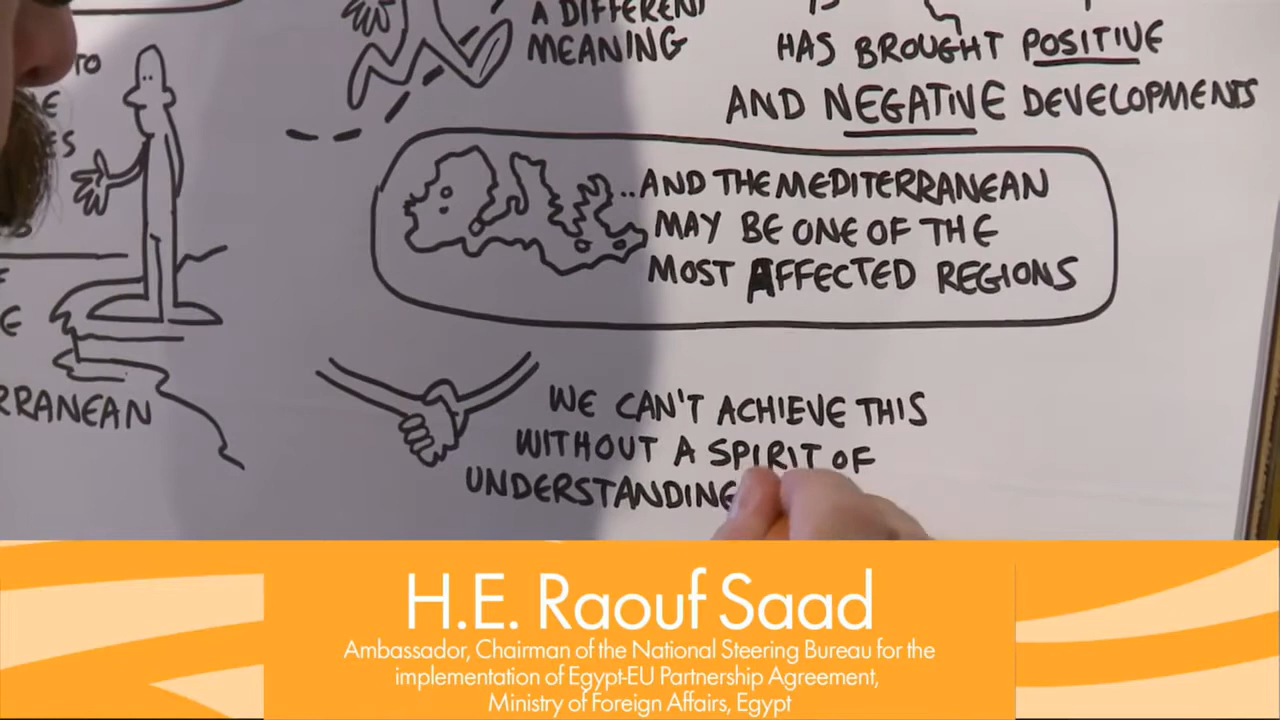 TO
A DIFFERENT
MEANING
HAS BROUGHT POSITIVE
AND NEGATIVE DEVELOPMENTS
..AND THE MEDITERRANEAN
MAY BE ONE OF THE
MOST AFFECTED REGIONS
RRANEAN
WE CAN'T ACHIEVE THIS
WITHOUT A SPIRIT OF
UNDERSTANDING
H.E. Raouf Saad
Ambassador, Chairman of the National Steering Bureau for the
implementation of Egypt-EU Partnership Agreement,
Ministry of Foreign Affairs, Egypt